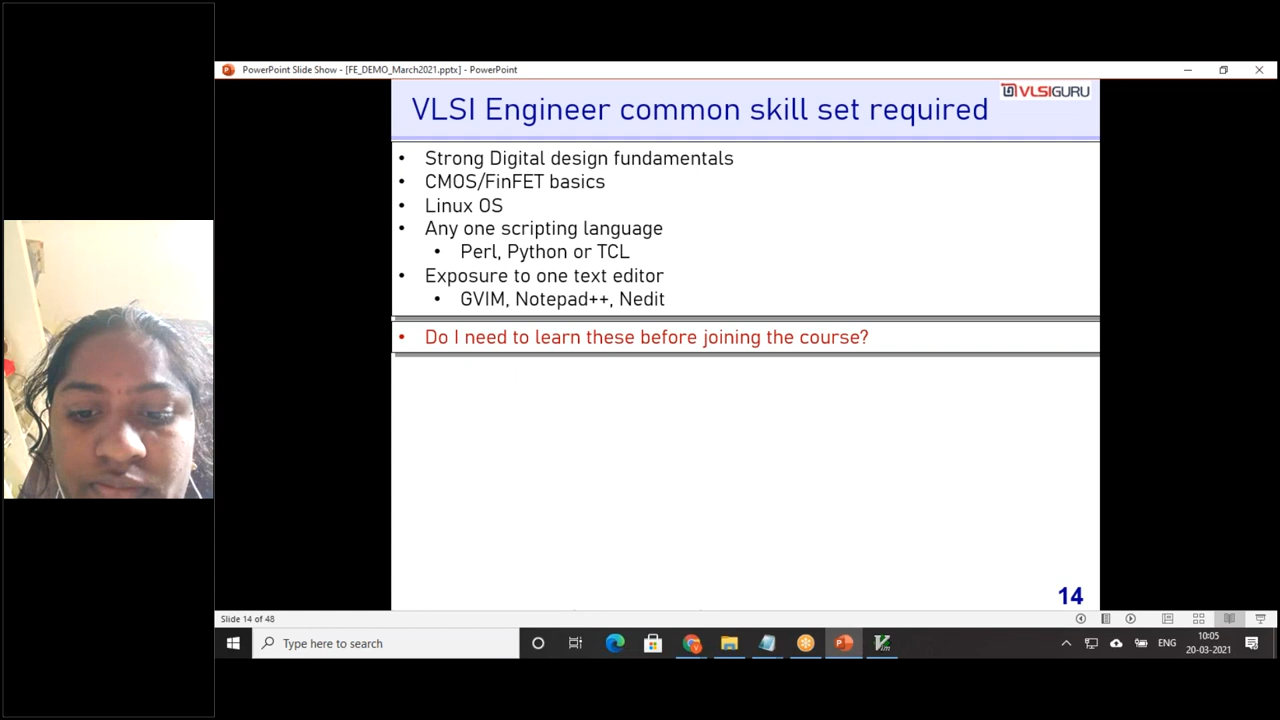 PowerPoint Slide Show - [FE_DEMO_March2021.pptx] - PowerPoint
VLSI Engineer common skill set required
VLSIGURU
• Strong Digital design fundamentals
• CMOS/FinFET basics
• Linux OS
• Any one scripting language
• Perl, Python or TCL
• Exposure to one text editor
• GVIM, Notepad++, Nedit
• Do I need to learn these before joining the course?
14
Slide 14 of 48
Type here to search
ENG
10:05
20-03-2021